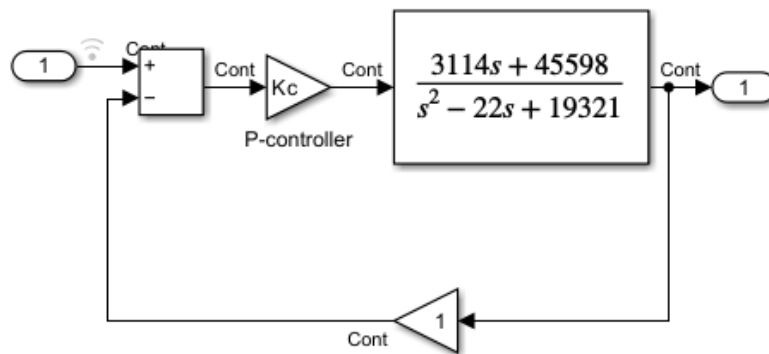 Cont
1
+
−
Cont
Kc
Cont
3114s + 45598
s² − 22s + 19321
Cont
1
P-controller
1
Cont